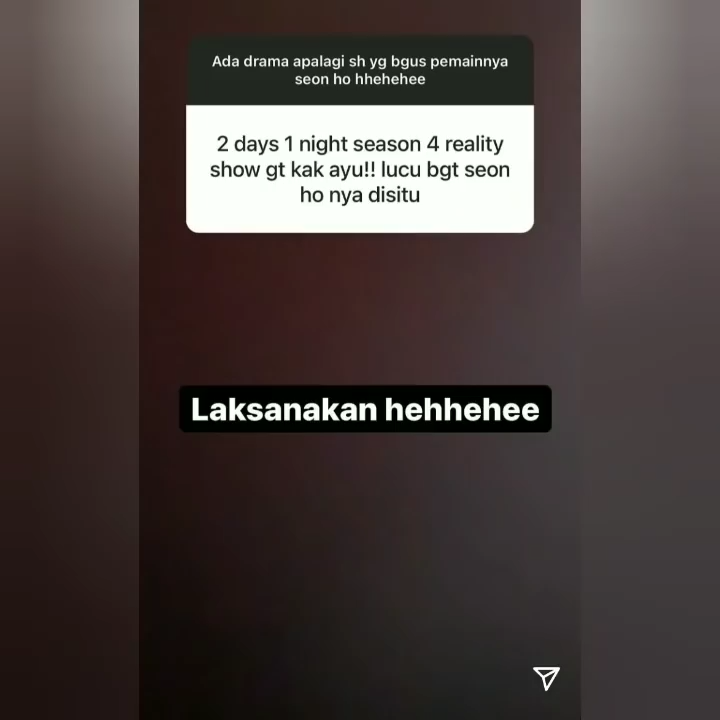 Ada drama apalagi sh yg bgus pemainnya
seon ho hhehehee
2 days 1 night season 4 reality
show gt kak ayu!! lucu bgt seon
ho nya disitu
Laksanakan hehhehee